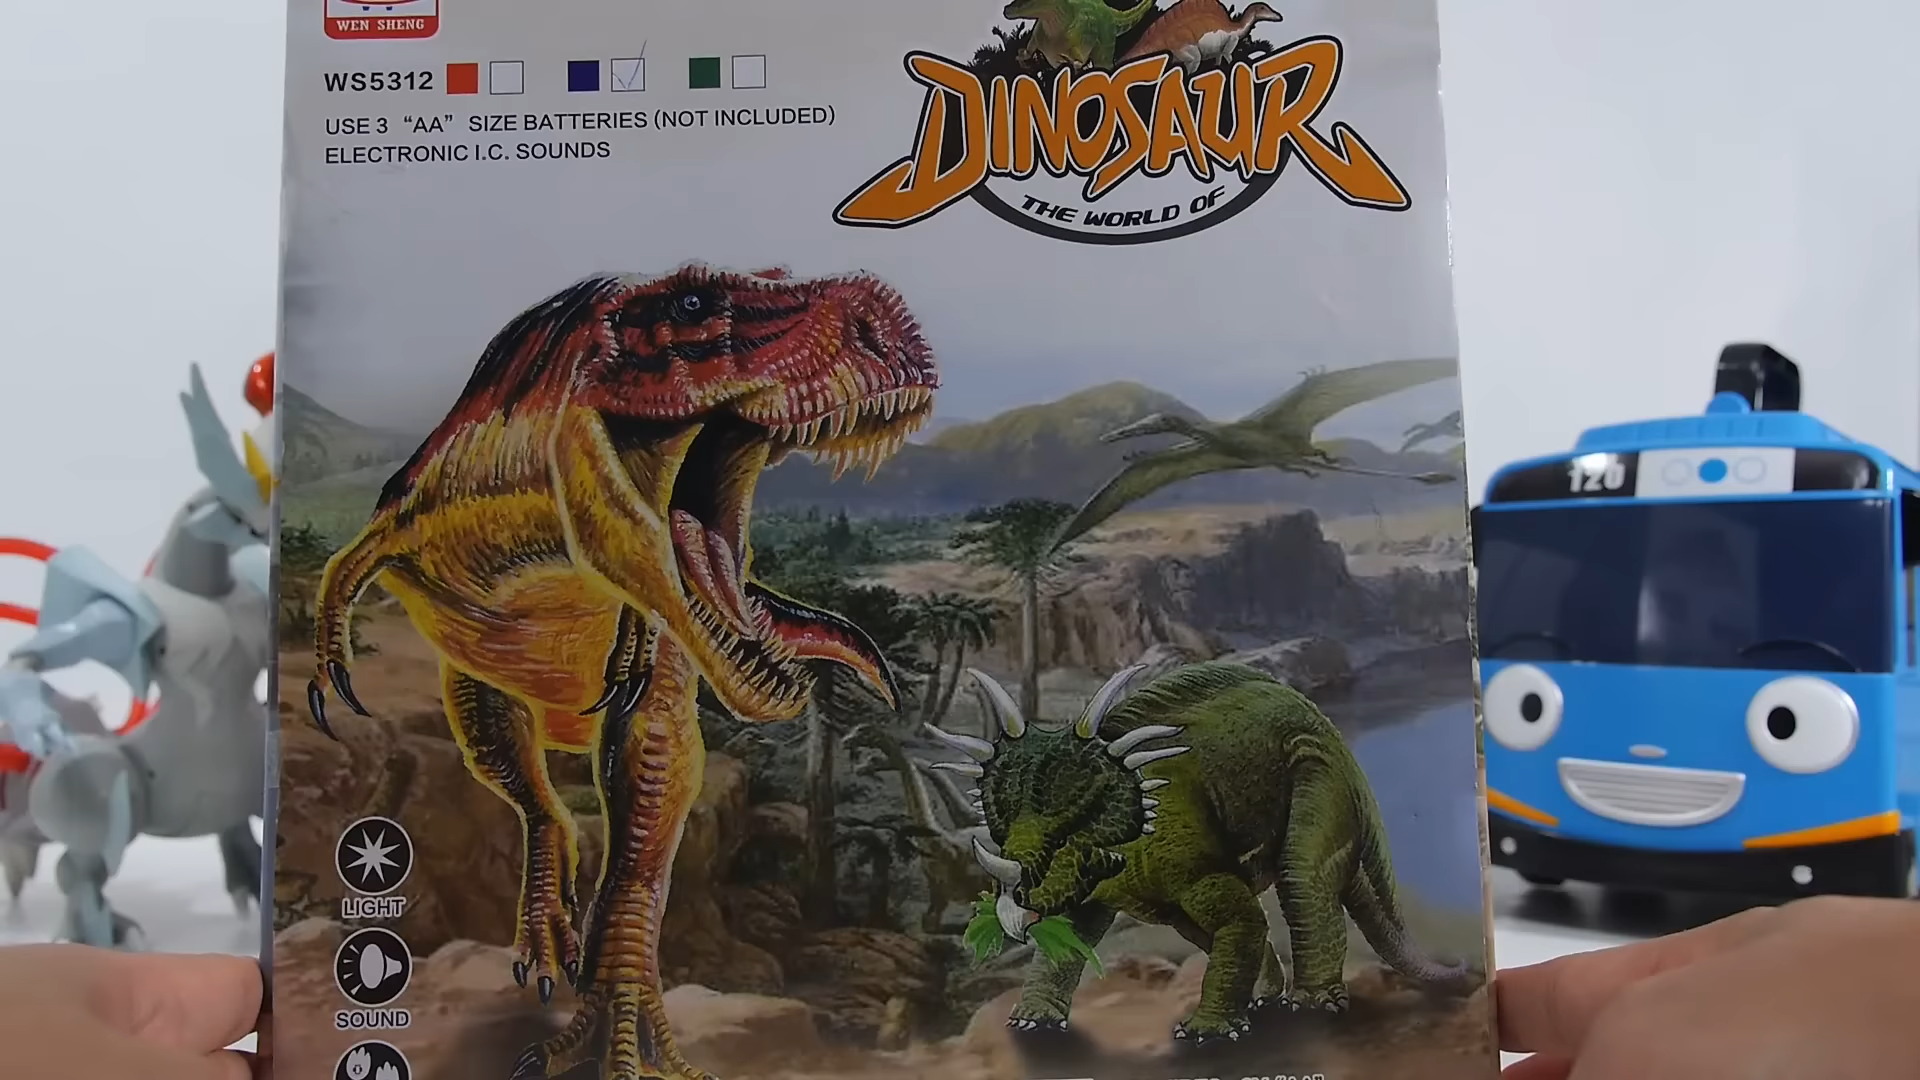 WEN SHENG
WS5312
USE 3 “AA” SIZE BATTERIES (NOT INCLUDED)
ELECTRONIC I.C. SOUNDS
DINOSAUR
THE WORLD OF
120
LIGHT
SOUND